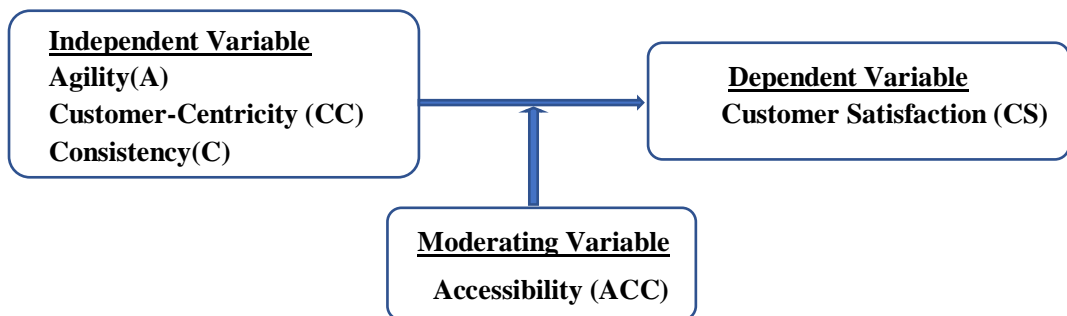 Independent Variable
Agility(A)
Customer-Centricity (CC)
Consistency(C)
Dependent Variable
Customer Satisfaction (CS)
Moderating Variable
Accessibility (ACC)